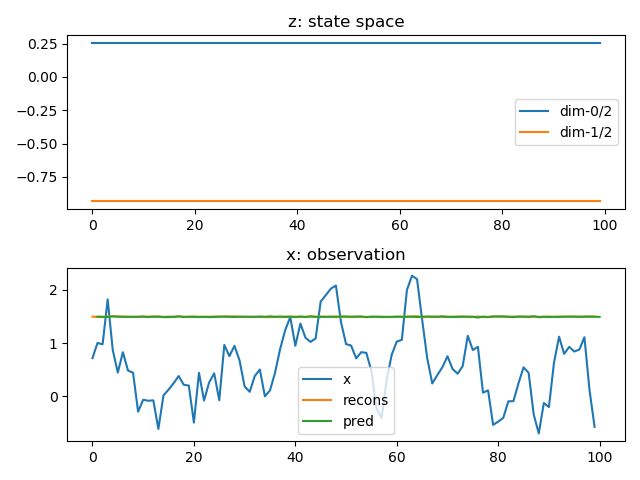 z: state space
0.25
0.00
−0.25
−0.50
−0.75
dim-0/2
dim-1/2
0 20 40 60 80 100
x: observation
2
1
0
x
recons
pred
0 20 40 60 80 100